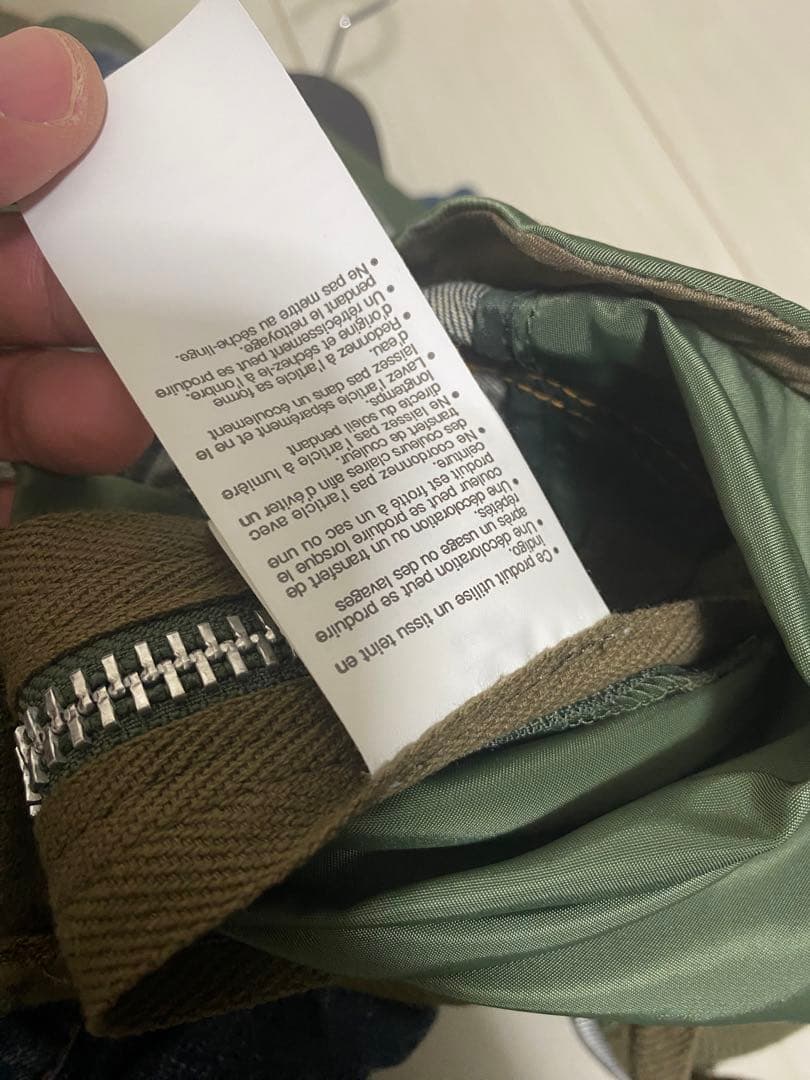 • Ce produit utilise un tissu teint en
indigo.
• Une décoloration peut se produire
après un usage ou des lavages
répétés.
• Une décoloration ou un transfert de
couleur peut se produire lorsque le
produit est frotté à un sac ou une
ceinture.
• Ne coordonnez pas l'article avec
des couleurs claires afin d'éviter un
transfert de couleur.
• Ne laissez pas l'article à lumière
directe du soleil pendant
longtemps.
• Lavez l'article séparément et ne le
laissez pas dans un écoulement
d'eau.
• Redonnez à l'article sa forme
d'origine et séchez-le à l'ombre.
• Un rétrécissement peut se produire
pendant le nettoyage.
• Ne pas mettre au sèche-linge.